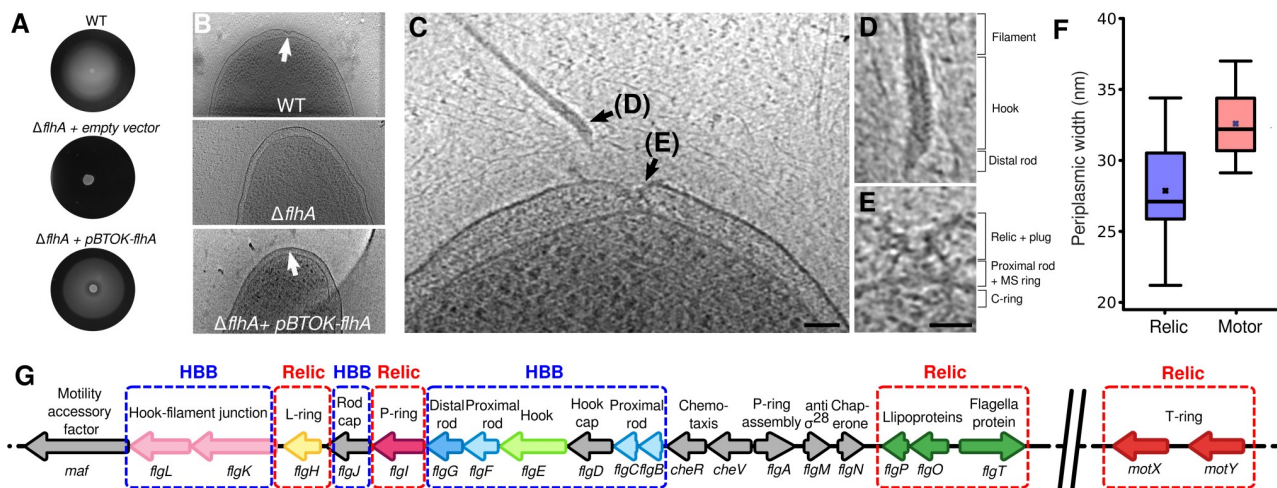 A
WT
ΔflhA + empty vector
ΔflhA + pBTOK-flhA
B
WT
ΔflhA
ΔflhA+ pBTOK-flhA
C
(D)
(E)
D
Filament
Hook
Distal rod
E
Relic + plug
Proximal rod
+ MS ring
C-ring
F
Periplasmic width (nm)
40
35
30
25
20
Relic
Motor
G
HBB
Relic
HBB
Relic
HBB
Relic
Relic
Motility
accessory
factor
Hook-filament junction
L-ring
Rod
cap
P-ring
Distal
rod
Proximal
rod
Hook
Hook
cap
Proximal
rod
Chemo-
taxis
P-ring
assembly
anti
σ28
Chap-
erone
Llipoproteins
Flagella
protein
T-ring
maf
flgL
flgK
flgH
flgJ
flgI
flgG
flgF
flgE
flgD
flgC
flgB
cheR
cheV
flgA
flgM
flgN
flgP
flgO
flgT
motX
motY